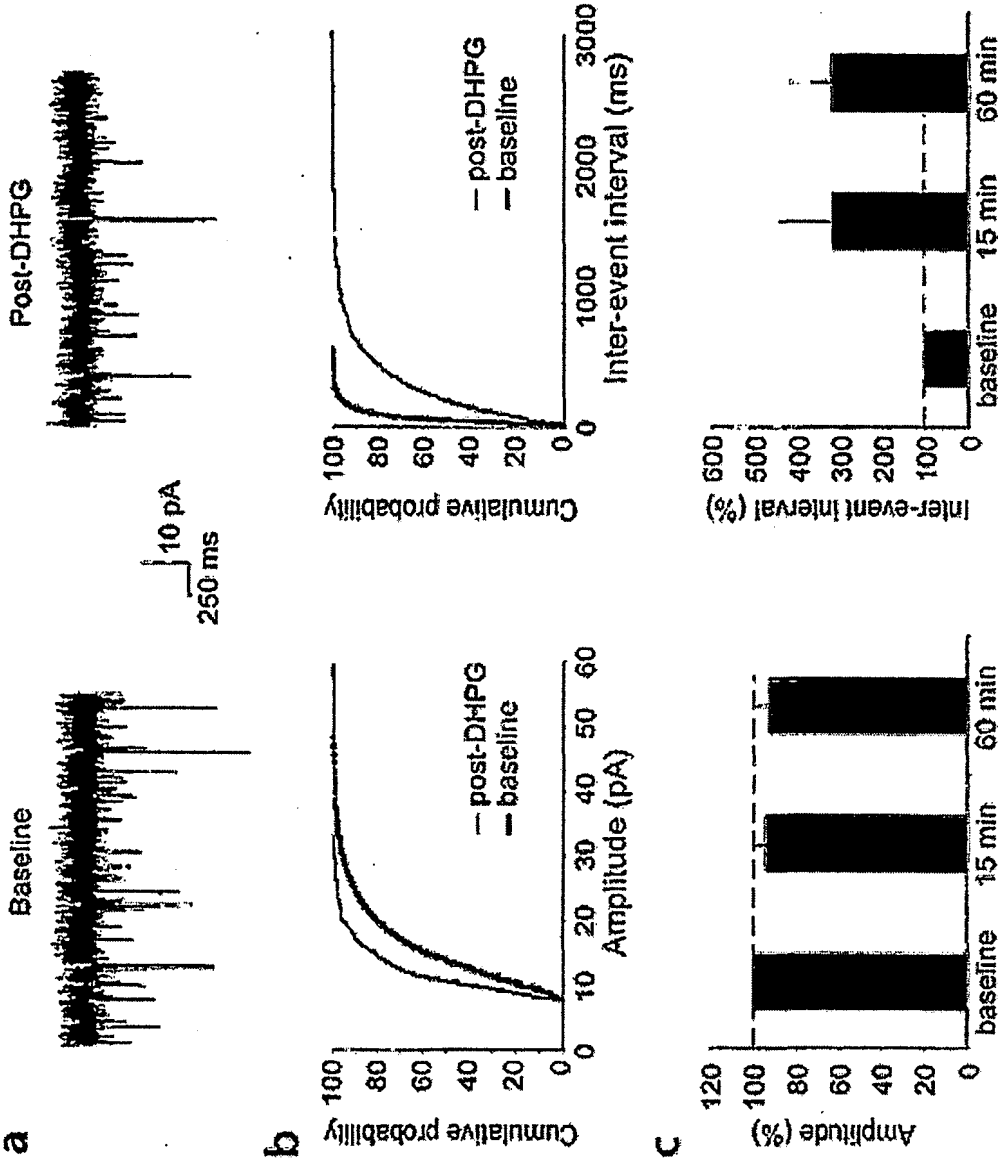 a
Baseline
Post-DHPG
10 pA
250 ms
b
Cumulative probability
100
80
60
40
20
0
0 10 20 30 40 50 60
Amplitude (pA)
post-DHPG
baseline
Cumulative probability
100
80
60
40
20
0
0 1000 2000 3000
Inter-event interval (ms)
post-DHPG
baseline
c
Amplitude (%)
120
100
80
60
40
20
0
baseline 15 min 60 min
Inter-event interval (%)
600
500
400
300
200
100
0
baseline 15 min 60 min